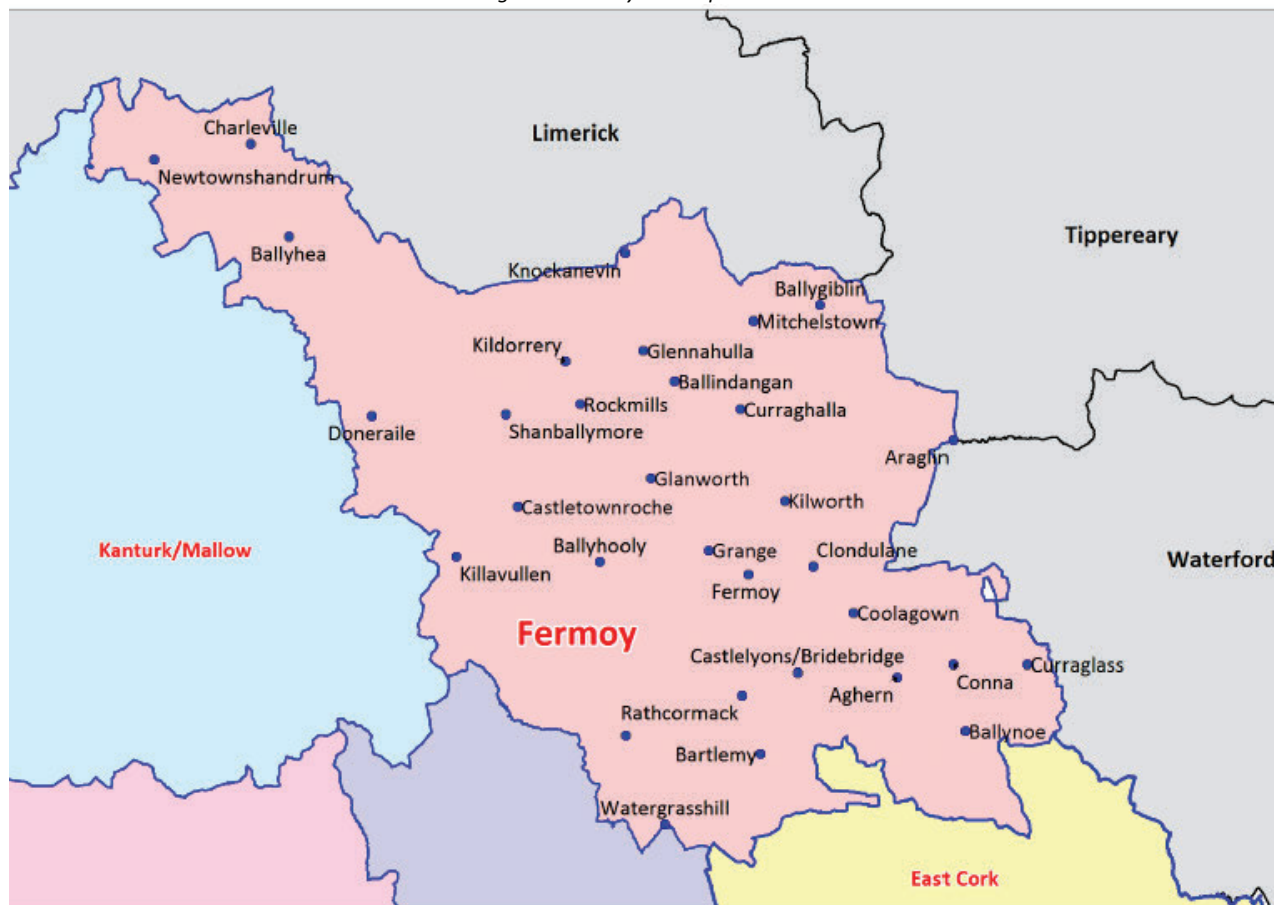 Charleville
Limerick
Newtownshandrum
Tippereary
Ballyhea
Knockanevin
Ballygiblin
Mitchelstown
Kildorrery
Glennahulla
Ballindangan
Rockmills
Curraghalla
Doneraile
Shanballymore
Araglin
Glanworth
Kilworth
Castletownroche
Kanturk/Mallow
Ballyhooly
Grange
Clondulane
Waterford
Killavullen
Fermoy
Coolagown
Fermoy
Castlelyons/Bridebridge
Curraglass
Conna
Aghern
Rathcormack
Ballynoe
Bartlemy
Watergrasshill
East Cork